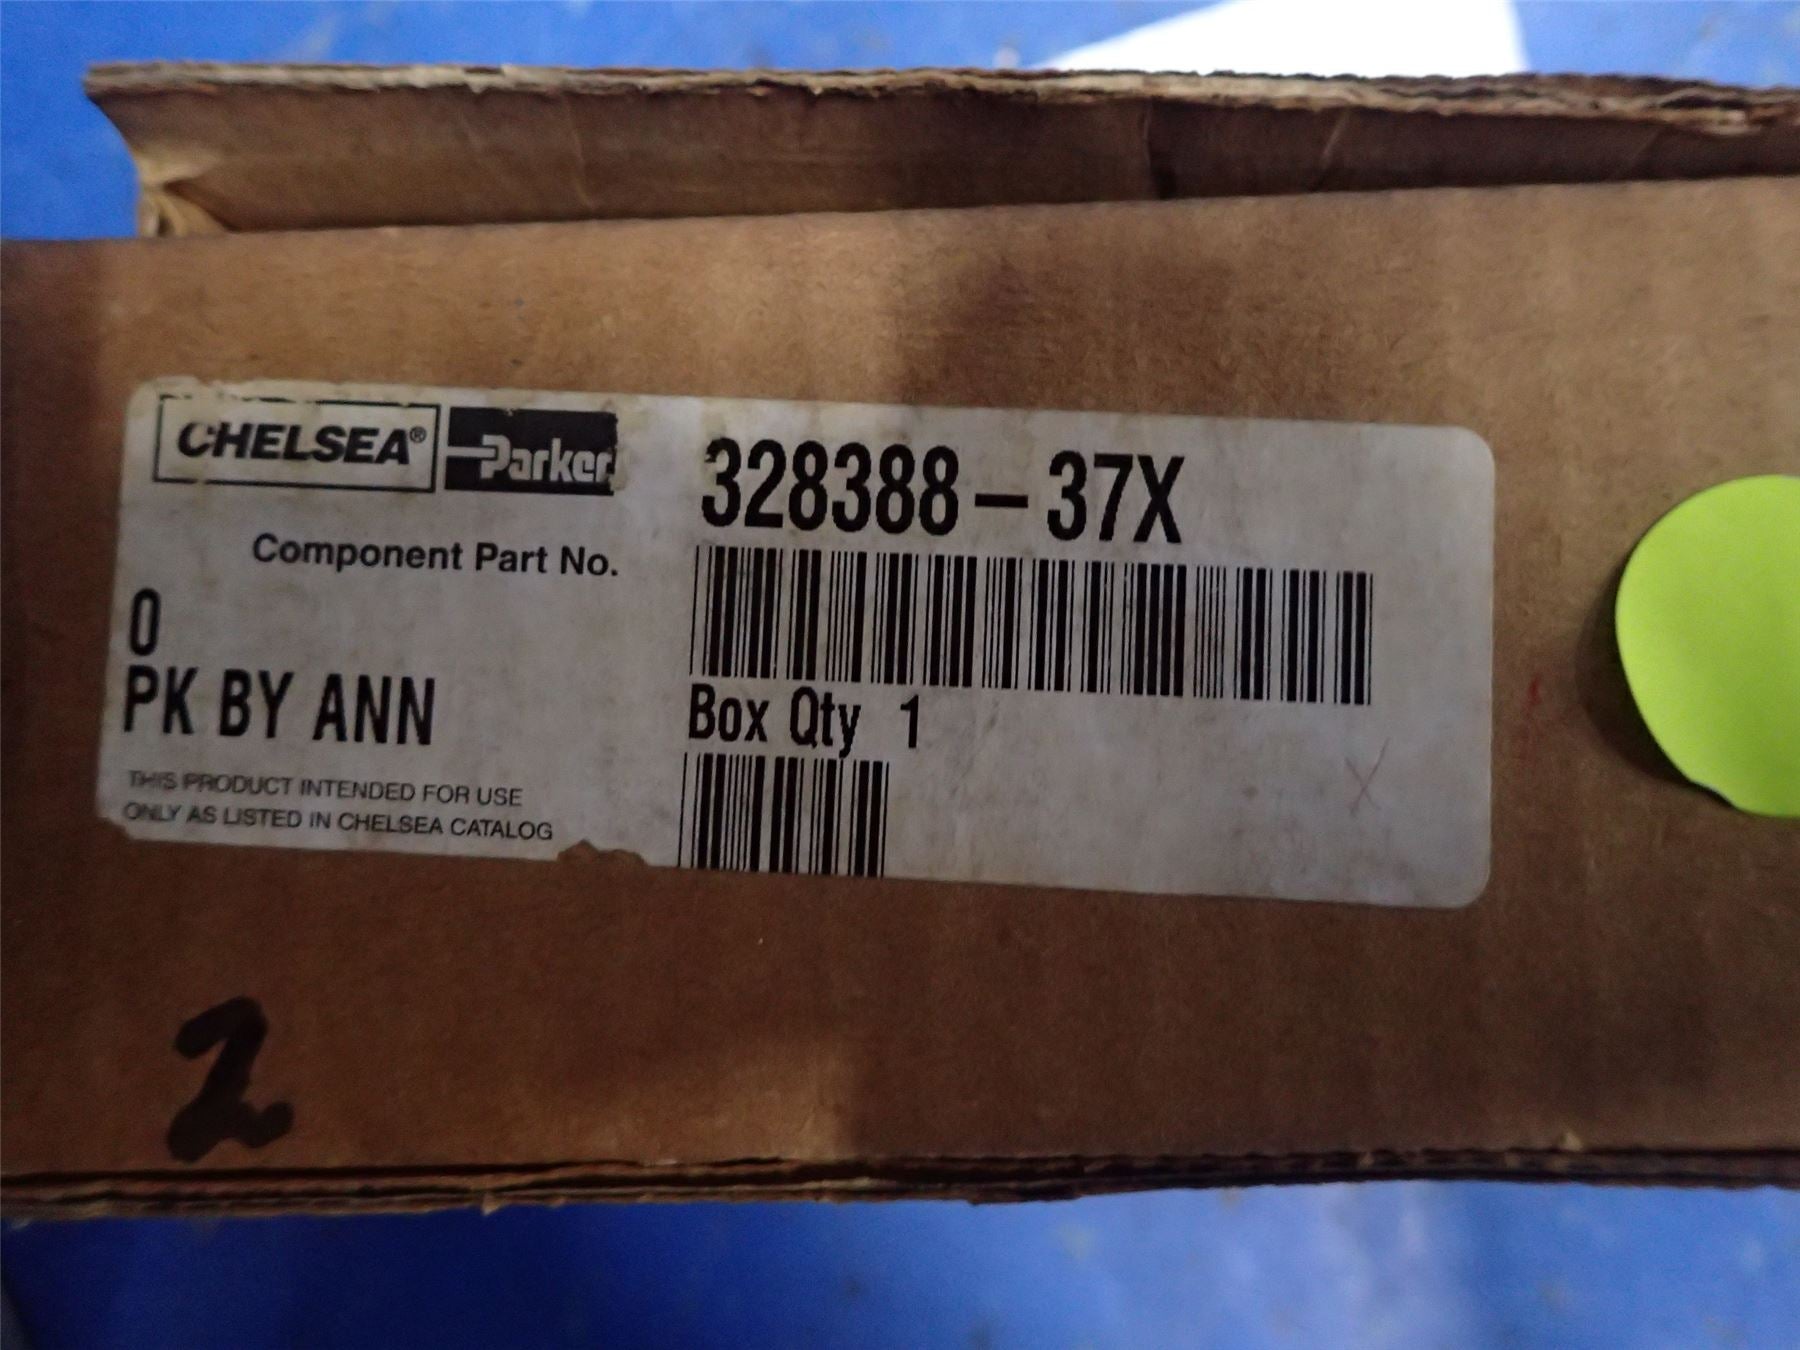 CHELSEA® Parker
328388-37X
Component Part No.
0
PK BY ANN
Box Qty 1
THIS PRODUCT INTENDED FOR USE
ONLY AS LISTED IN CHELSEA CATALOG
X
2